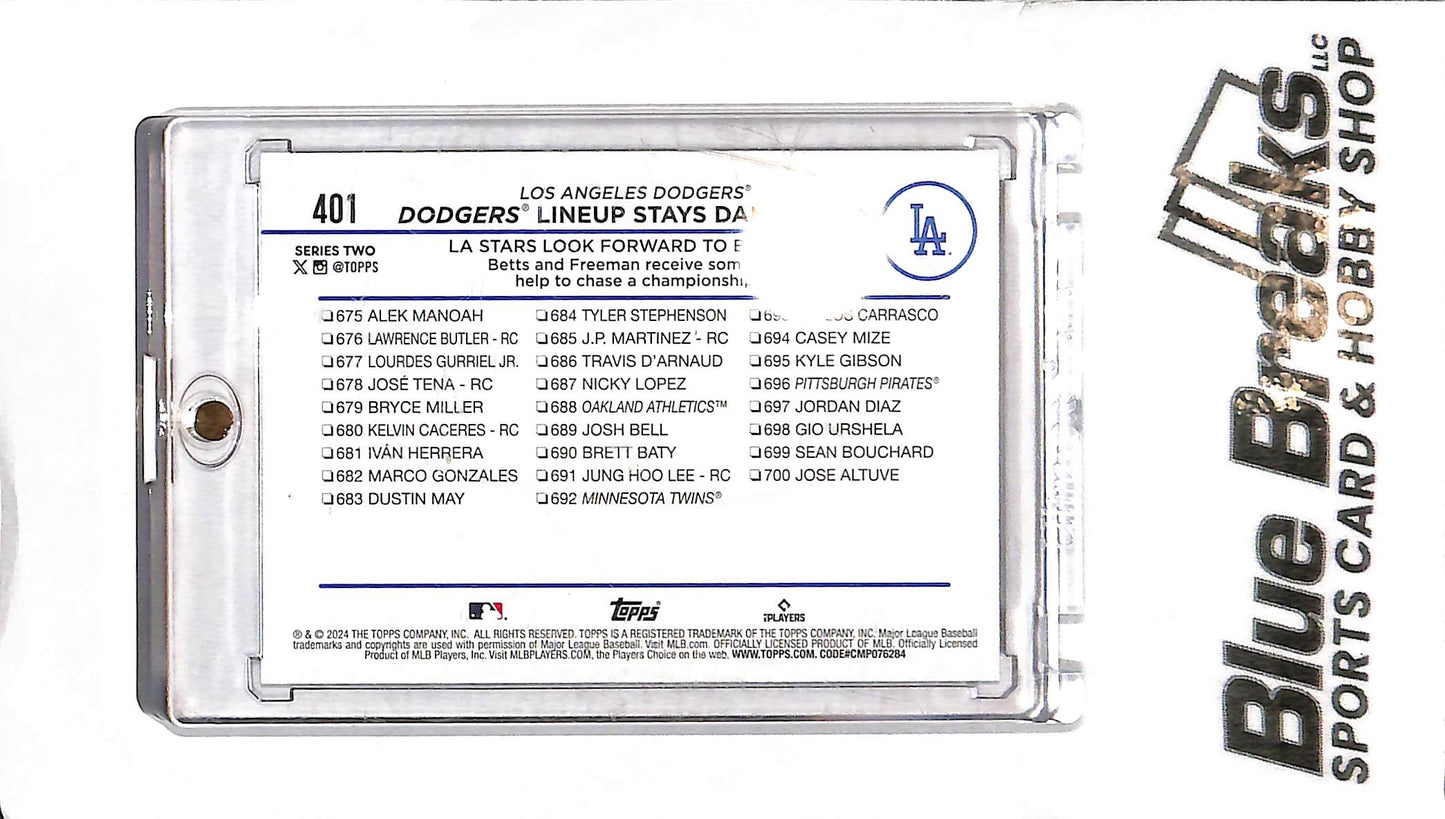 401
LOS ANGELES DODGERS®
DODGERS® LINEUP STAYS DA
SERIES TWO
@TOPPS
LA STARS LOOK FORWARD TO
Betts and Freeman receive som
help to chase a championshi
LA
675 ALEK MANOAH
676 LAWRENCE BUTLER - RC
677 LOURDES GURRIEL JR.
678 JOSÉ TENA - RC
679 BRYCE MILLER
680 KELVIN CACERES - RC
681 IVÁN HERRERA
682 MARCO GONZALES
683 DUSTIN MAY
684 TYLER STEPHENSON
685 J.P. MARTINEZ - RC
686 TRAVIS D'ARNAUD
687 NICKY LOPEZ
688 OAKLAND ATHLETICS™
689 JOSH BELL
690 BRETT BATY
691 JUNG HOO LEE - RC
692 MINNESOTA TWINS®
CARRASCO
694 CASEY MIZE
695 KYLE GIBSON
696 PITTSBURGH PIRATES®
697 JORDAN DIAZ
698 GIO URSHELA
699 SEAN BOUCHARD
700 JOSE ALTUVE
Topps
PLAYERS
® & © 2024 THE TOPPS COMPANY, INC. ALL RIGHTS RESERVED. TOPPS IS A REGISTERED TRADEMARK OF THE TOPPS COMPANY, INC. Major League Baseball
trademarks and copyrights are used with permission of Major League Baseball. Visit MLB.com. OFFICIALLY LICENSED PRODUCT OF MLB. Officially Licensed
Product of MLB Players, Inc. Visit MLBPLAYERS.COM, the Players Choice on the web. WWW.TOPPS.COM. CODE#CMP076284
Blue Breaks LLC
SPORTS CARD & HOBBY SHOP